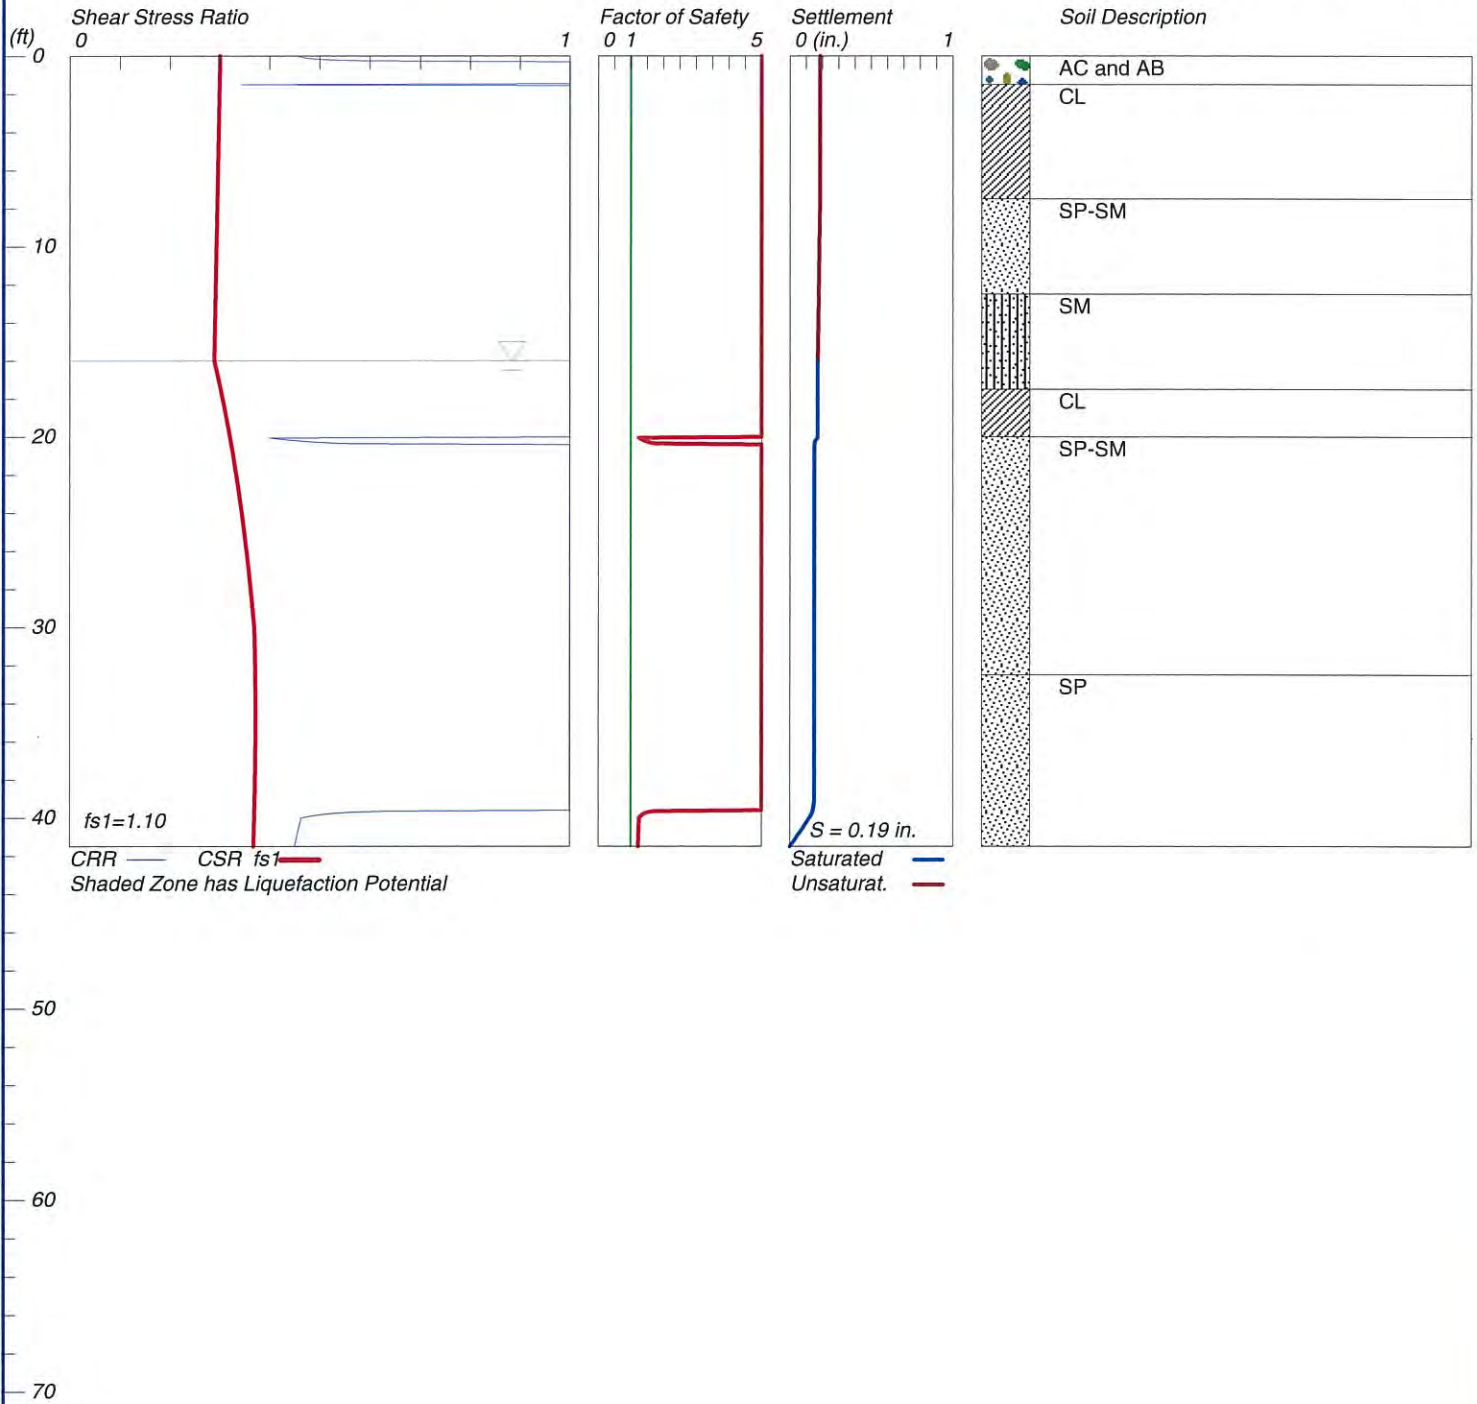 Shear Stress Ratio Factor of Safety Settlement Soil Description
(ft) 0 1 0 1 5 0 (in.) 1
0
AC and AB
CL
SP-SM
10
SM
CL
20
SP-SM
30
SP
40
fs1=1.10 S = 0.19 in.
CRR CSR fs1 Saturated
Shaded Zone has Liquefaction Potential Unsaturat.
50
60
70